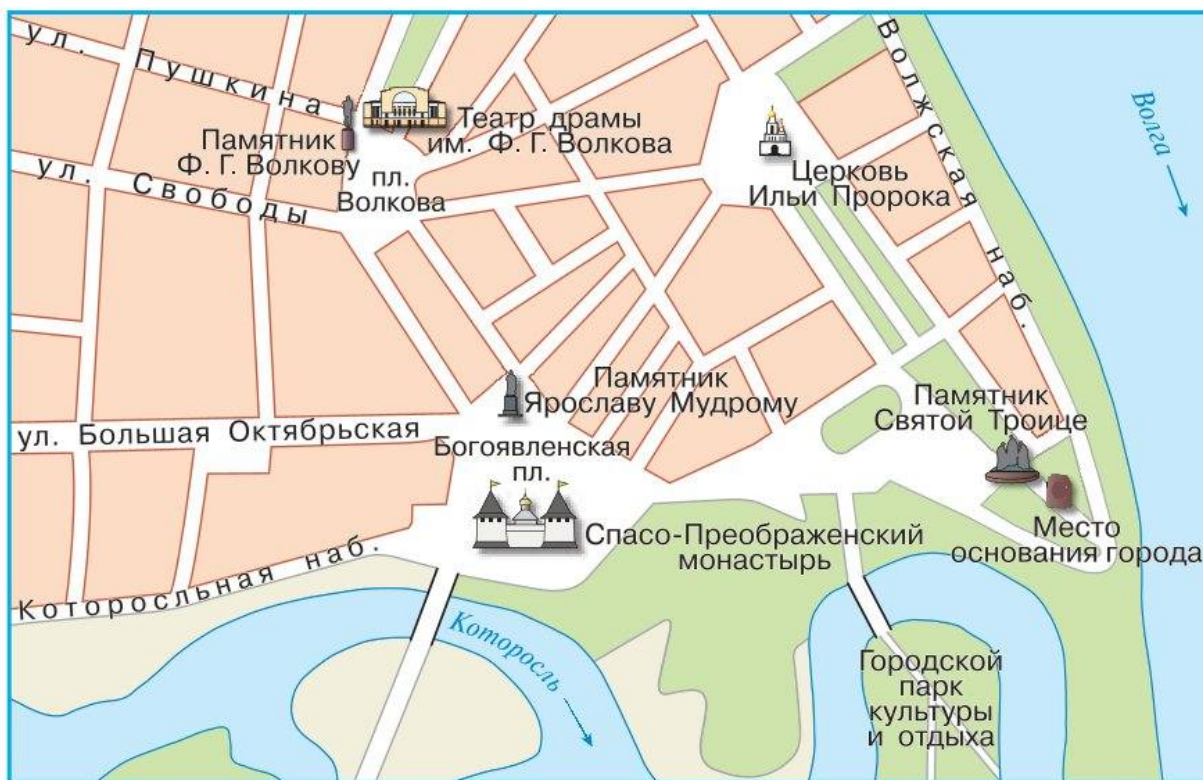 ул. Пушкина
Волжская наб.
Волга
Театр драмы
им. Ф. Г. Волкова
Памятник
Ф. Г. Волкову
ул. Свободы
пл.
Волкова
Церковь
Ильи Пророка
Памятник
Ярославу Мудрому
Памятник
Святой Троице
ул. Большая Октябрьская
Богоявленская
пл.
Спасо-Преображенский
монастырь
Место
основания города
Которосльная наб.
Которосль
Городской
парк
культуры
и отдыха